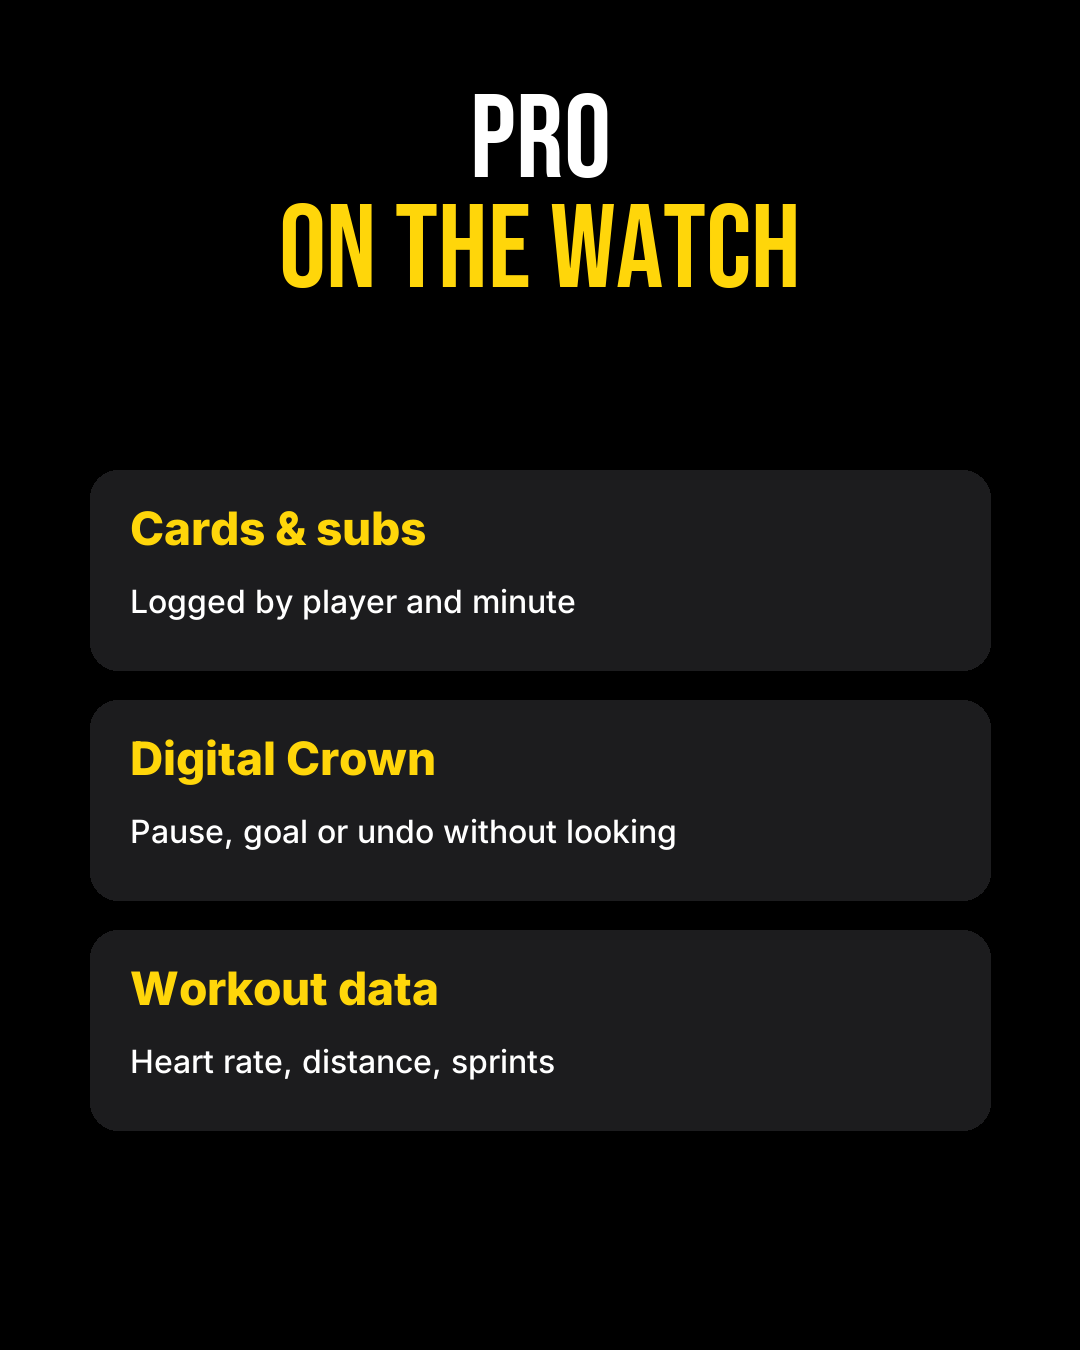 PRO
ON THE WATCH
Cards & subs
Logged by player and minute
Digital Crown
Pause, goal or undo without looking
Workout data
Heart rate, distance, sprints